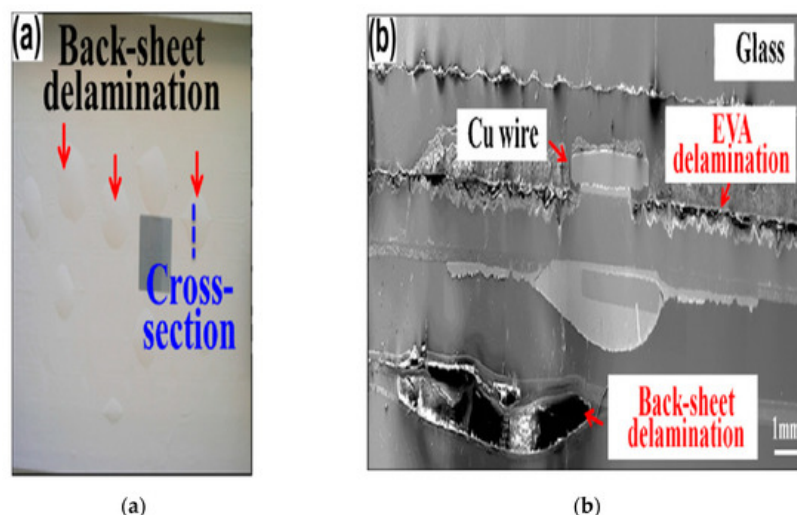 (a)
Back-sheet
delamination
Cross-
section
(b)
Glass
Cu wire
EVA
delamination
Back-sheet
delamination
1mm
(a)
(b)